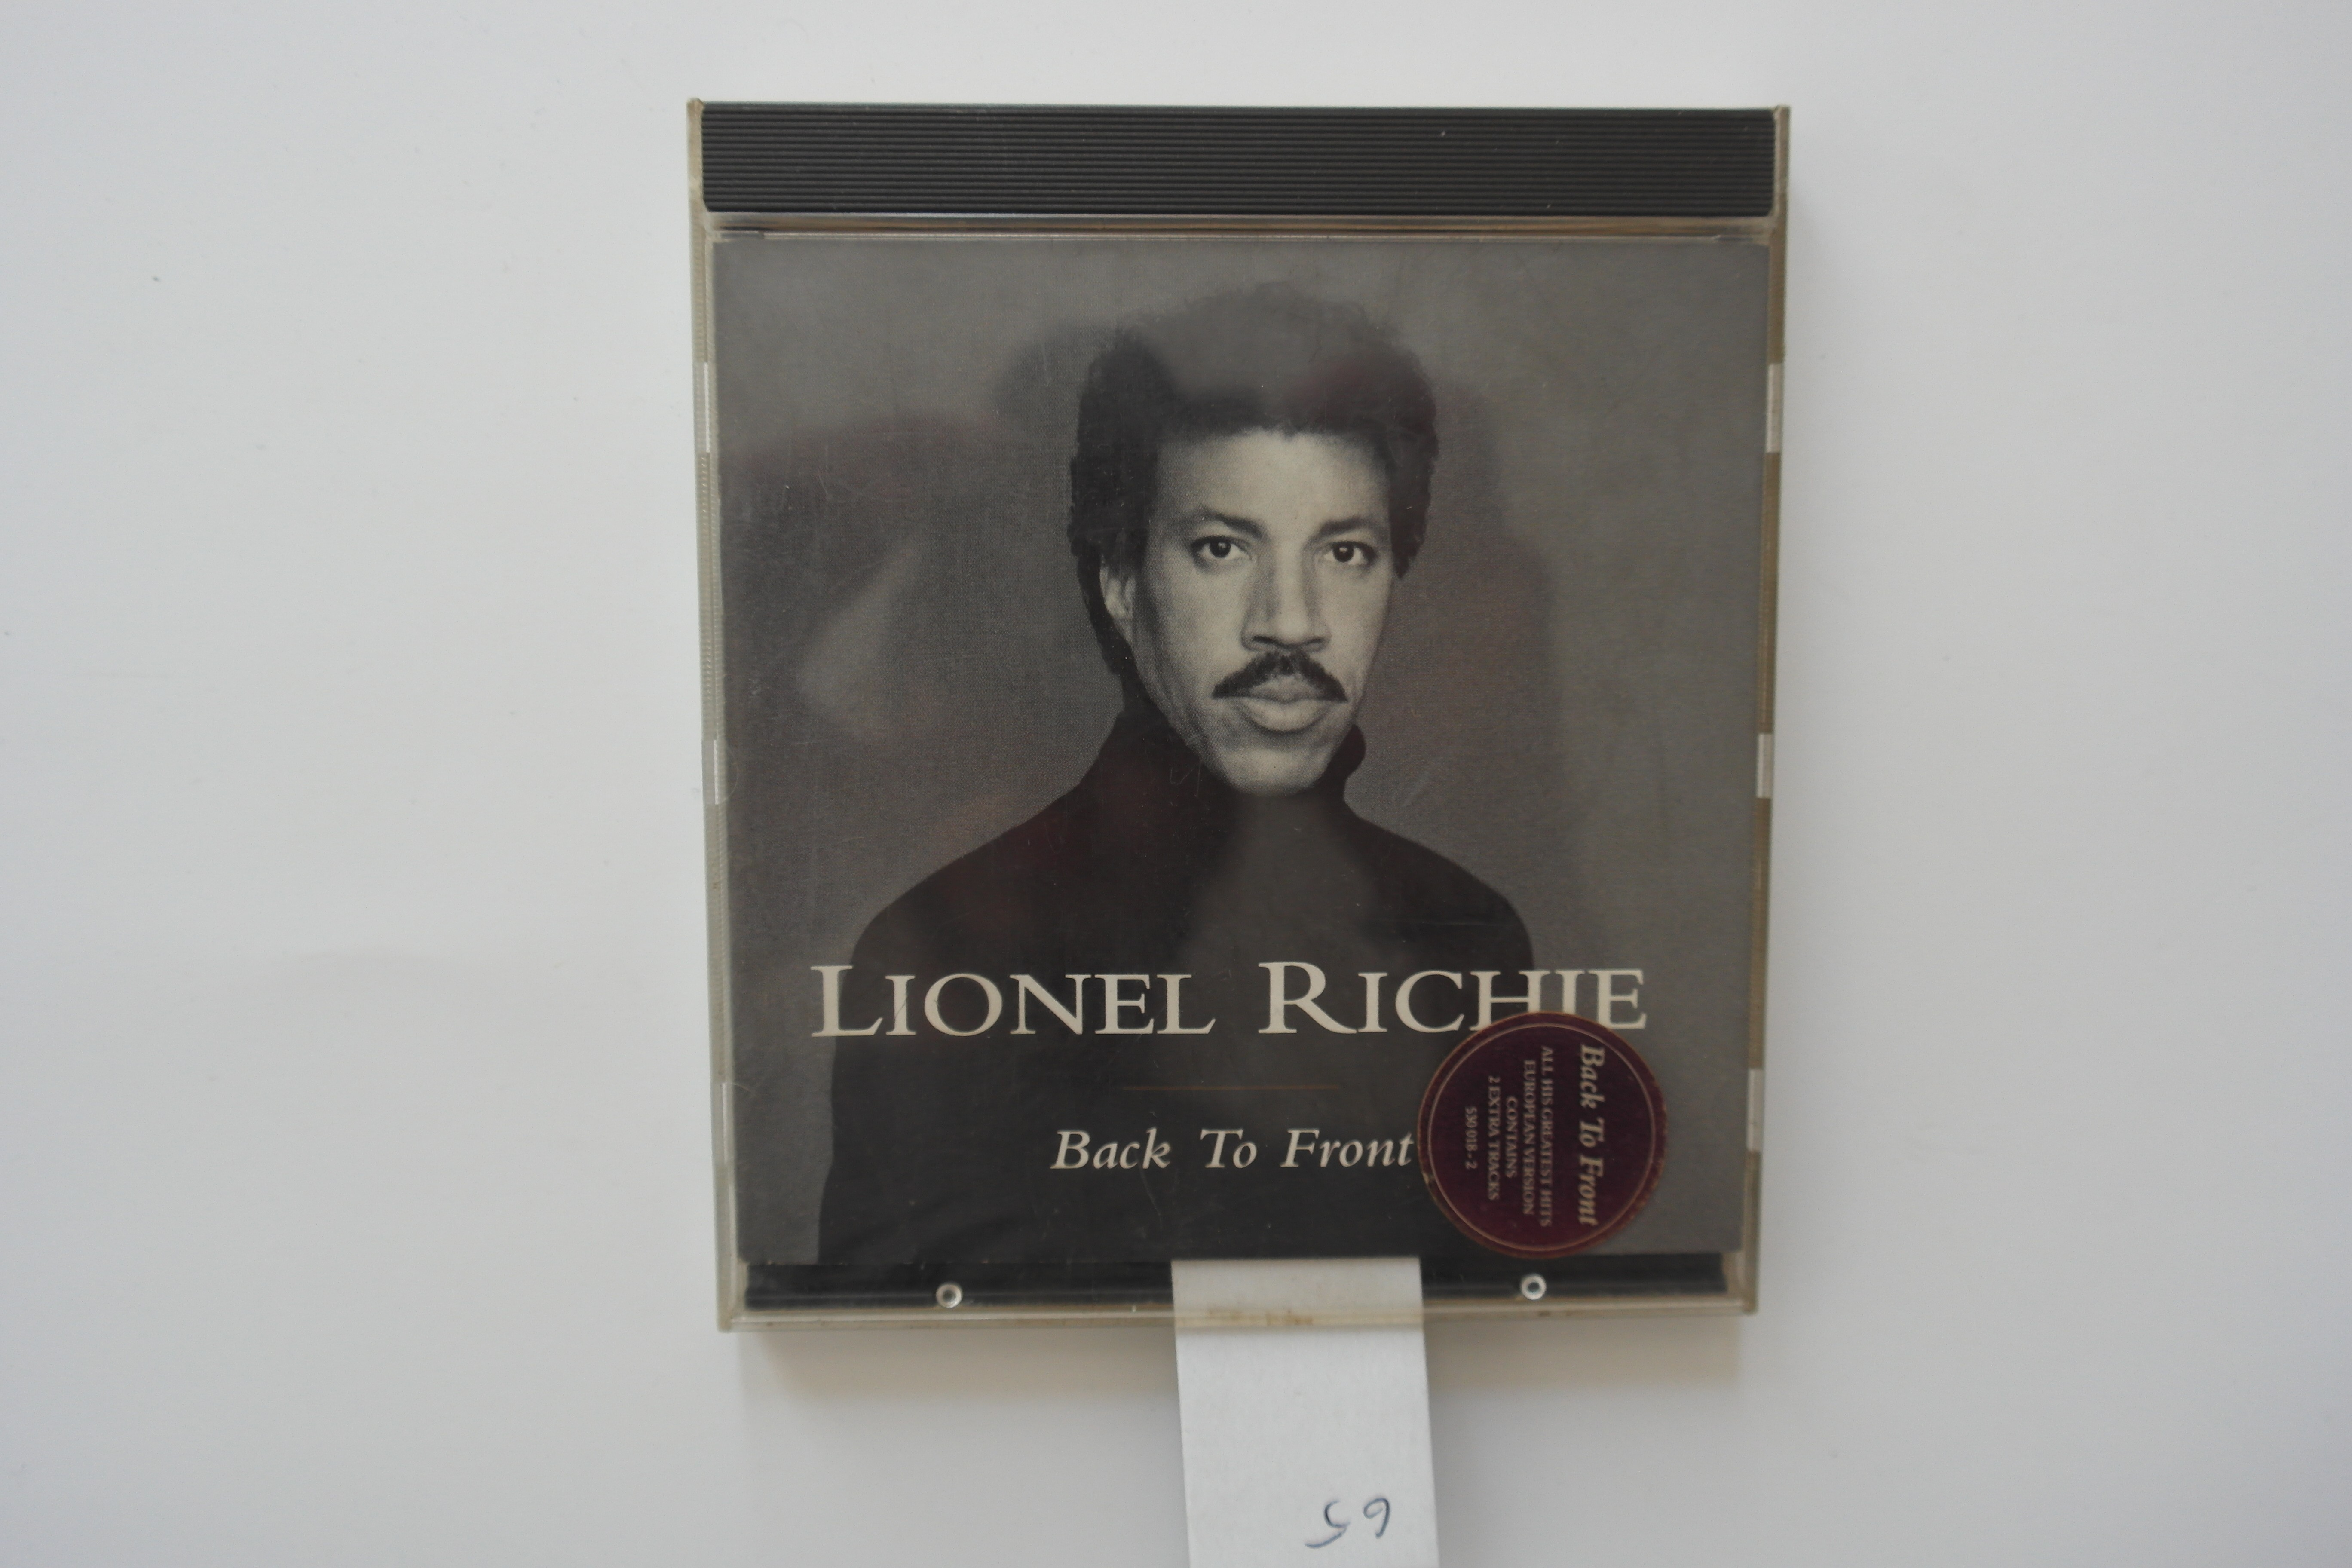 LIONEL RICHIE
Back To Front
Back To Front
ALL HIS GREATEST HITS
EUROPEAN VERSION
CONTAINS
2 EXTRA TRACKS
530 018 - 2
65